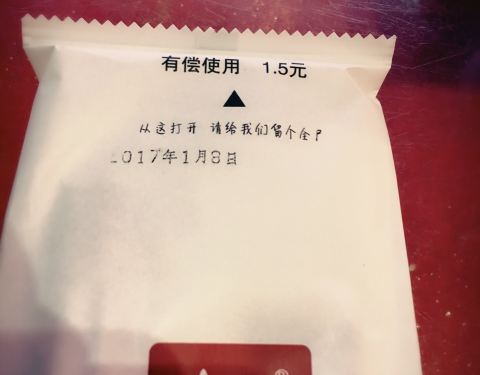 有偿使用 1.5元
从这打开 请给我们留个全尸
2017年1月8日
®